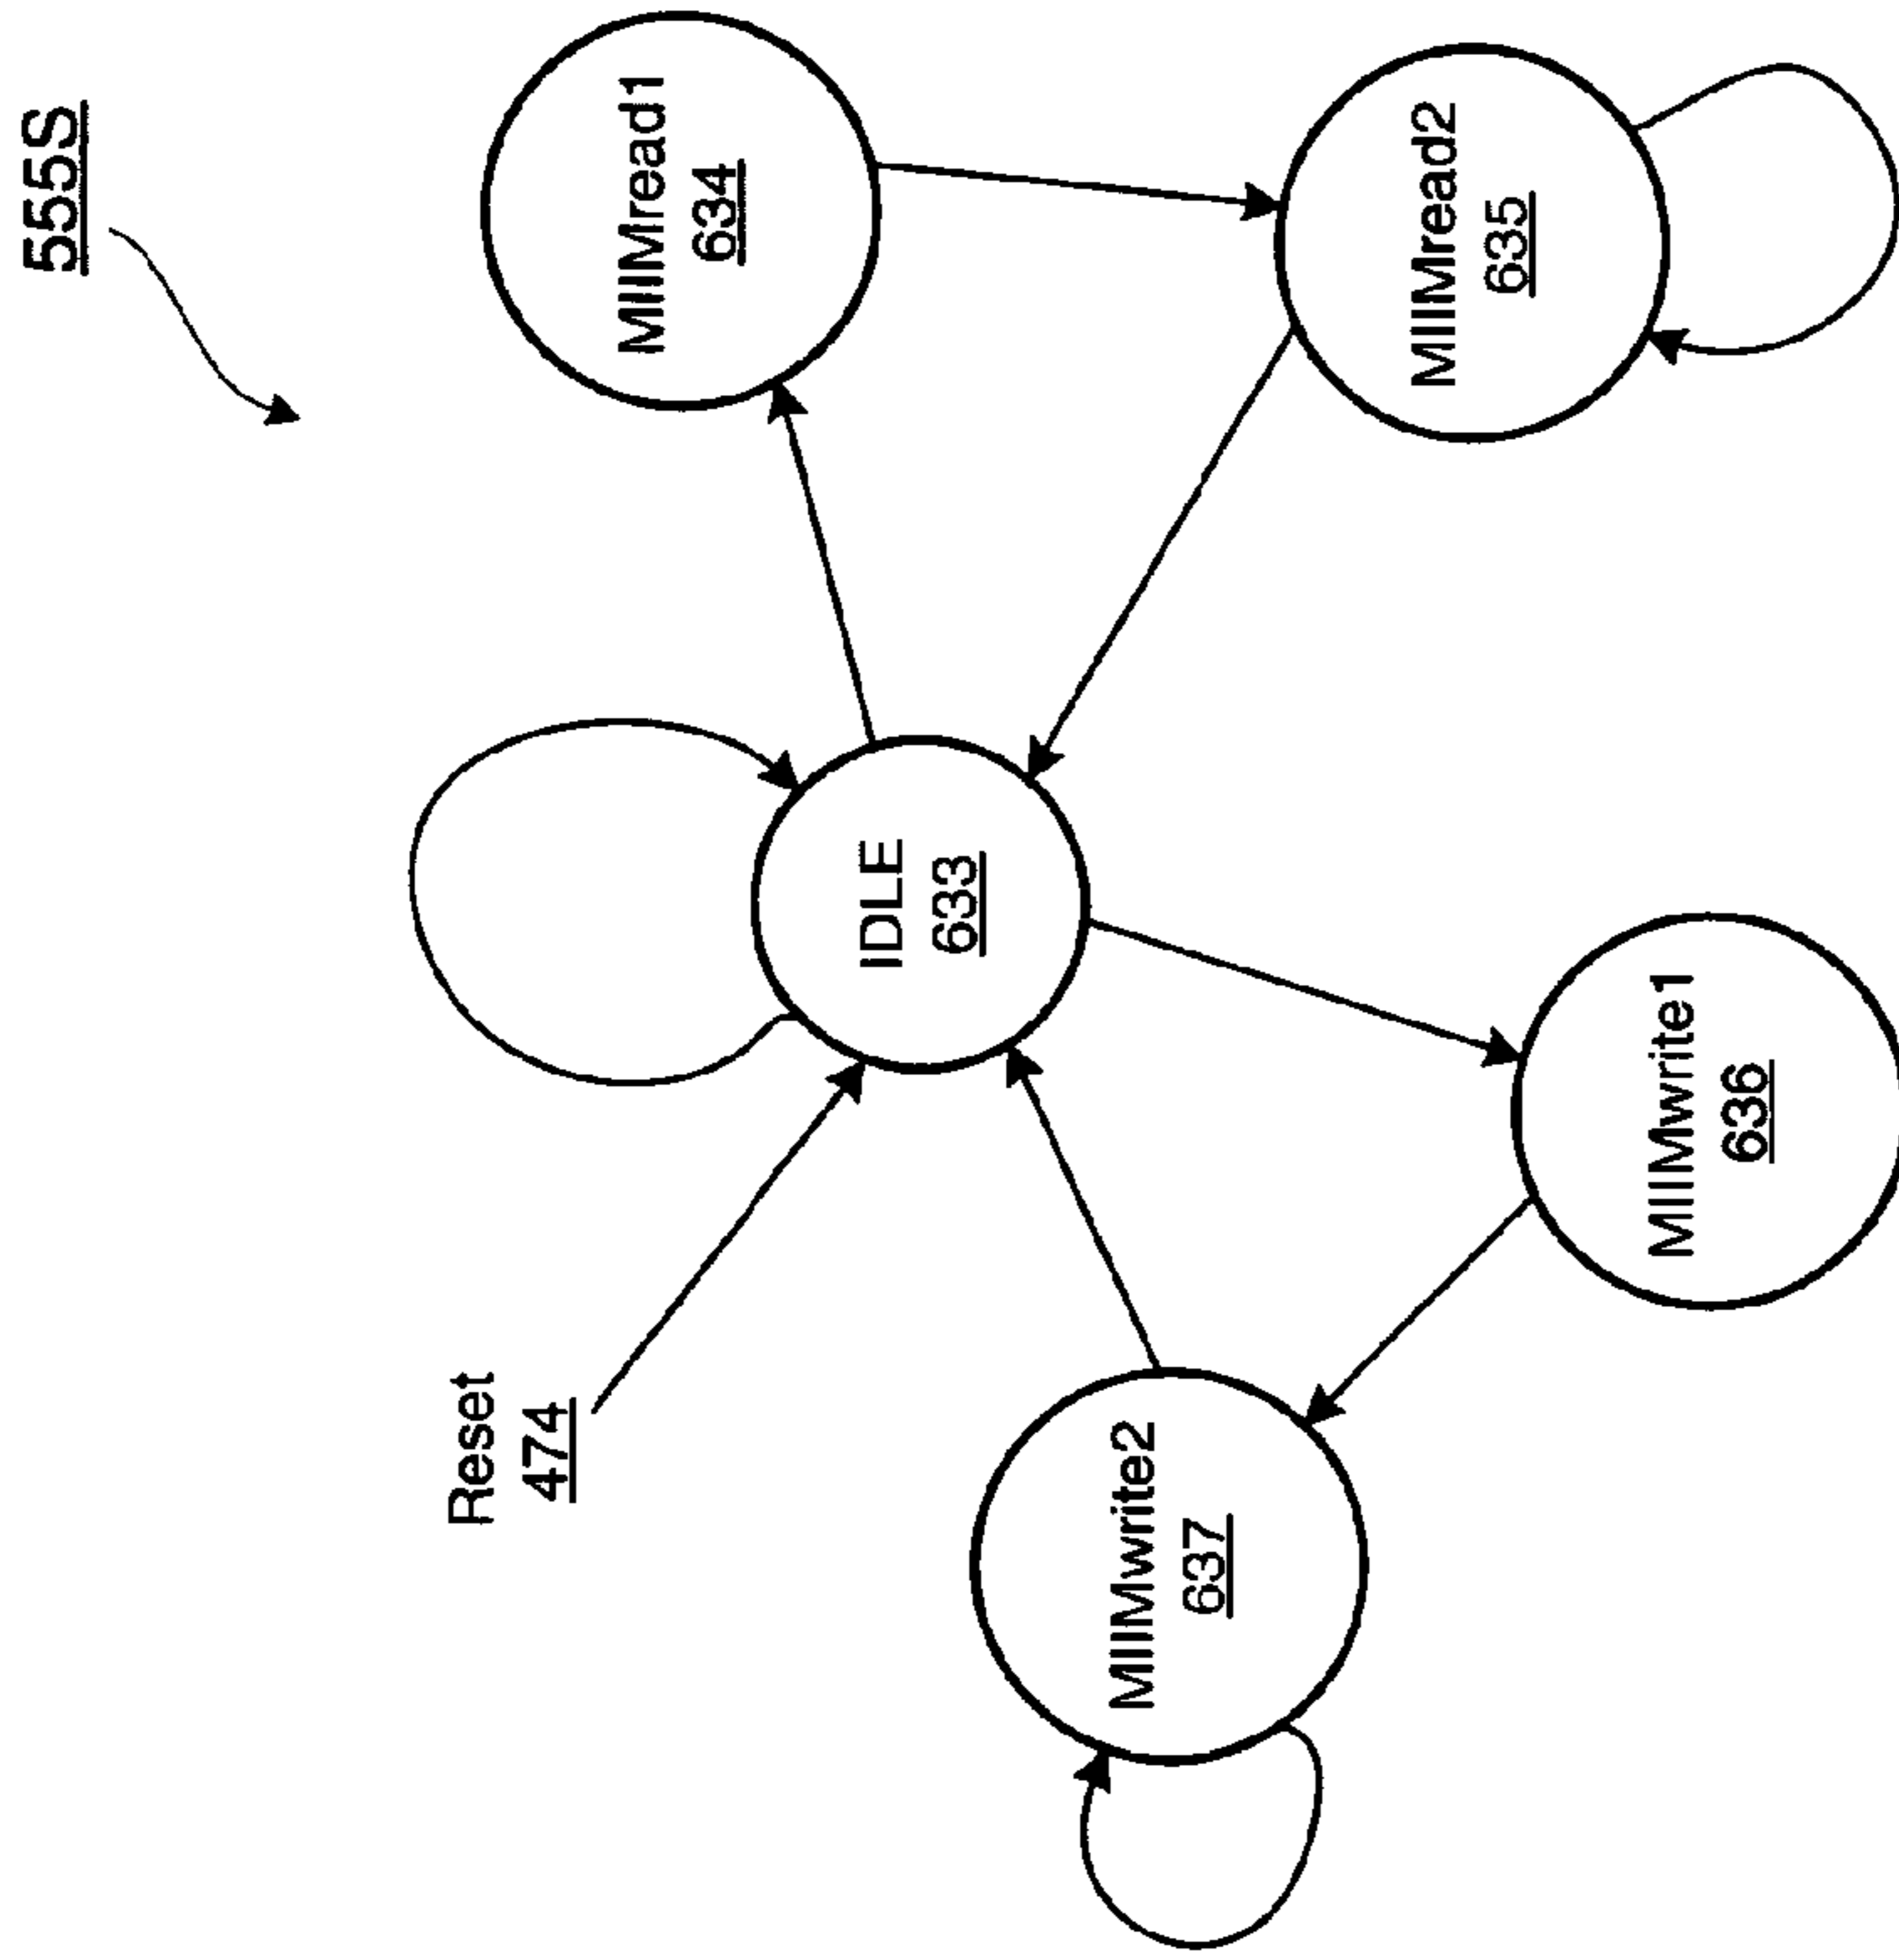 555S
MIIMread1
634
MIIMread2
635
IDLE
633
Reset
474
MIIMwrite1
636
MIIMwrite2
637